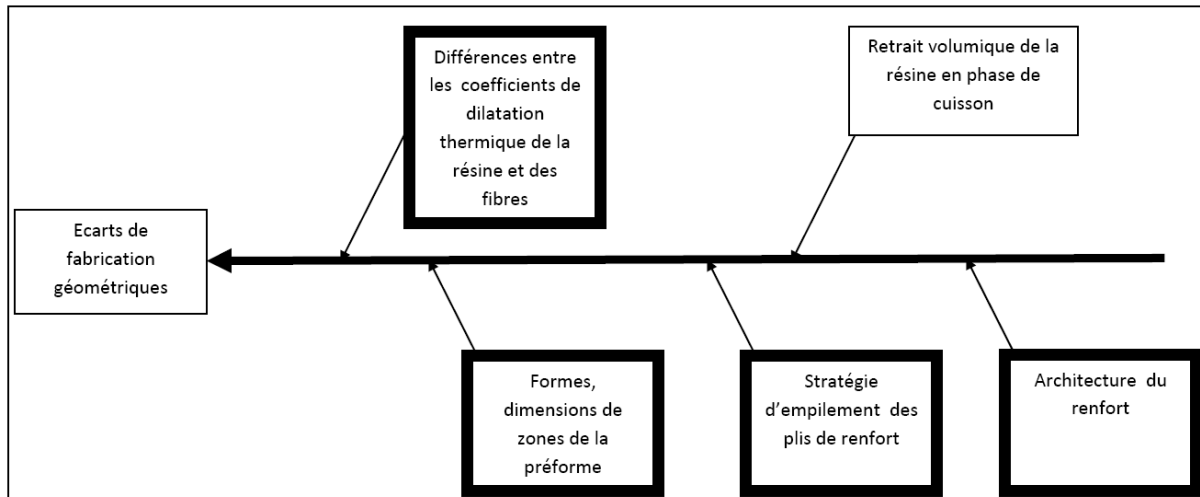 Différences entre
les coefficients de
dilatation
thermique de la
résine et des
fibres
Retrait volumique de la
résine en phase de
cuisson
Ecarts de
fabrication
géométriques
Formes,
dimensions de
zones de la
préforme
Stratégie
d'empilement des
plis de renfort
Architecture du
renfort